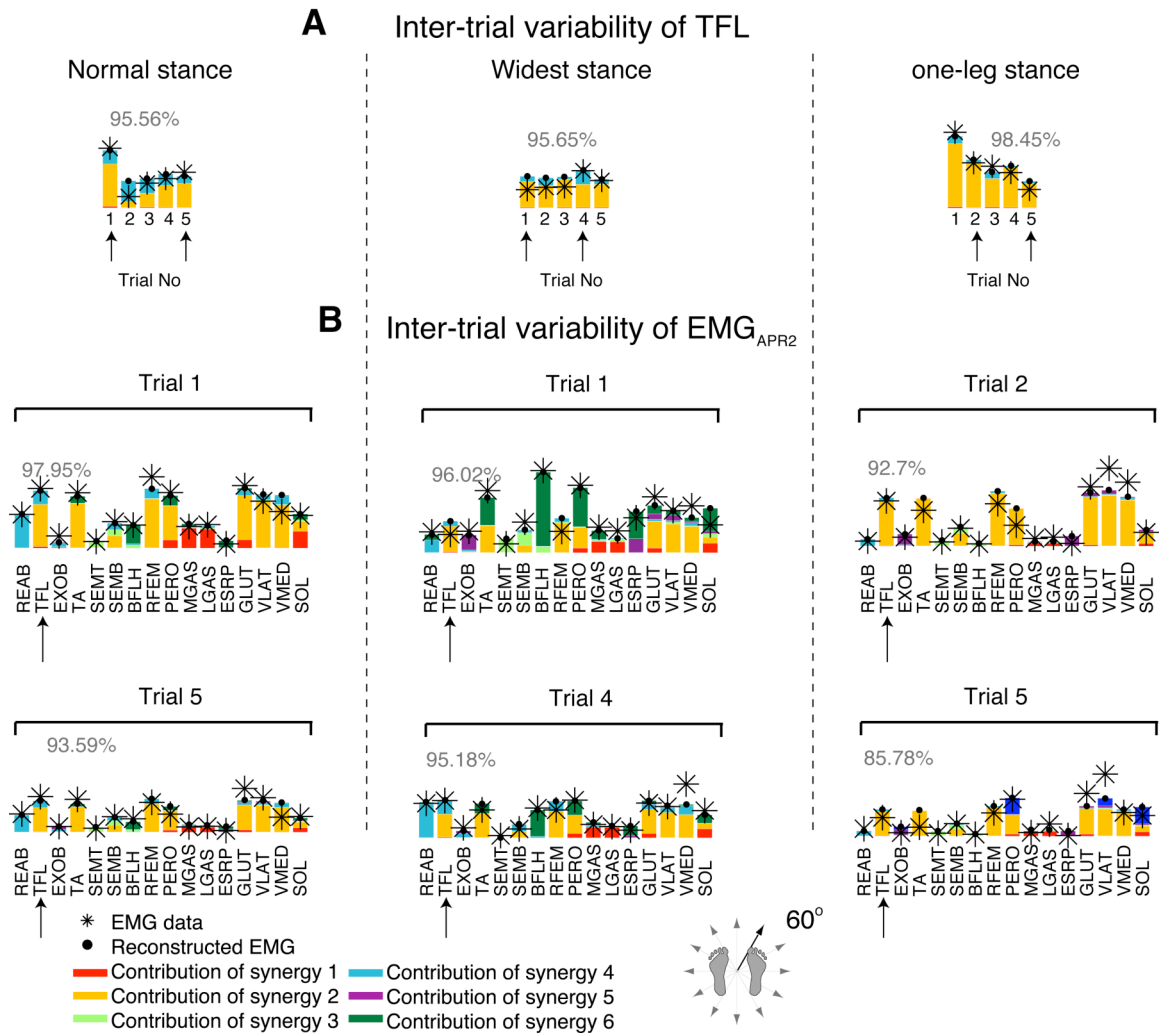 A Inter-trial variability of TFL
Normal stance
Widest stance
one-leg stance
95.56%
95.65%
98.45%
1 2 3 4 5
1 2 3 4 5
1 2 3 4 5
Trial No
Trial No
Trial No
B Inter-trial variability of EMG APR2
Trial 1
Trial 1
Trial 2
97.95%
96.02%
92.7%
REAB TFL EXOB TA SEMT SEMB BFLH RFEM PERO MGAS LGAS ESRP GLUT VLAT VMED SOL
REAB TFL EXOB TA SEMT SEMB BFLH RFEM PERO MGAS LGAS ESRP GLUT VLAT VMED SOL
REAB TFL EXOB TA SEMT SEMB BFLH RFEM PERO MGAS LGAS ESRP GLUT VLAT VMED SOL
Trial 5
Trial 4
Trial 5
93.59%
95.18%
85.78%
REAB TFL EXOB TA SEMT SEMB BFLH RFEM PERO MGAS LGAS ESRP GLUT VLAT VMED SOL
REAB TFL EXOB TA SEMT SEMB BFLH RFEM PERO MGAS LGAS ESRP GLUT VLAT VMED SOL
REAB TFL EXOB TA SEMT SEMB BFLH RFEM PERO MGAS LGAS ESRP GLUT VLAT VMED SOL
EMG data
Reconstructed EMG
Contribution of synergy 1
Contribution of synergy 2
Contribution of synergy 3
Contribution of synergy 4
Contribution of synergy 5
Contribution of synergy 6
60°